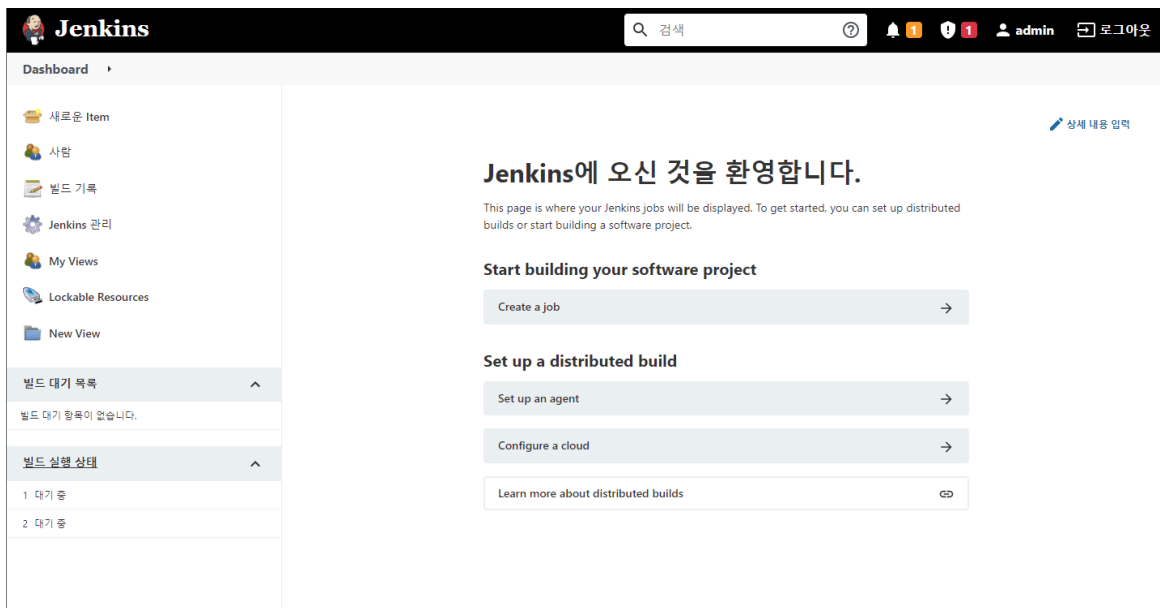 Jenkins
검색
1
1
admin
로그아웃
Dashboard
새로운 Item
사람
빌드 기록
Jenkins 관리
My Views
Lockable Resources
New View
빌드 대기 목록
빌드 대기 항목이 없습니다.
빌드 실행 상태
1 대기 중
2 대기 중
상세 내용 입력
Jenkins에 오신 것을 환영합니다.
This page is where your Jenkins jobs will be displayed. To get started, you can set up distributed
builds or start building a software project.
Start building your software project
Create a job
Set up a distributed build
Set up an agent
Configure a cloud
Learn more about distributed builds